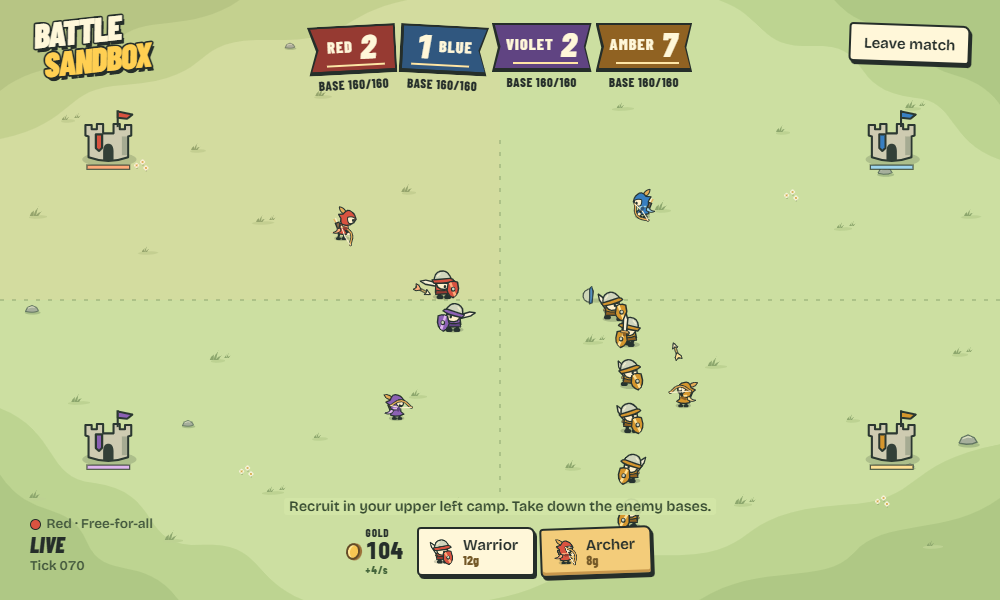 BATTLE
SANDBOX
RED 2
1 BLUE
VIOLET 2
AMBER 7
BASE 160/160
BASE 160/160
BASE 160/160
BASE 160/160
Leave match
Recruit in your upper left camp. Take down the enemy bases.
Red · Free-for-all
LIVE
Tick 070
GOLD
104
+4/s
Warrior
12g
Archer
8g